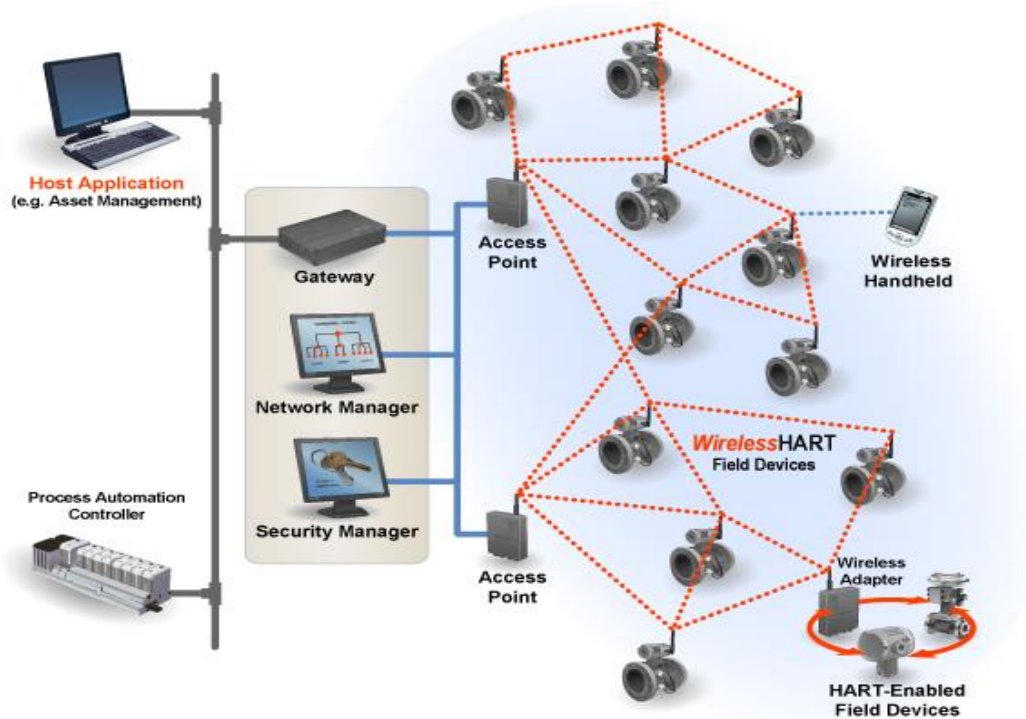 Host Application
(e.g. Asset Management)
Gateway
Network Manager
Security Manager
Process Automation
Controller
Access
Point
Access
Point
Wireless
Handheld
WirelessHART
Field Devices
Wireless
Adapter
HART-Enabled
Field Devices